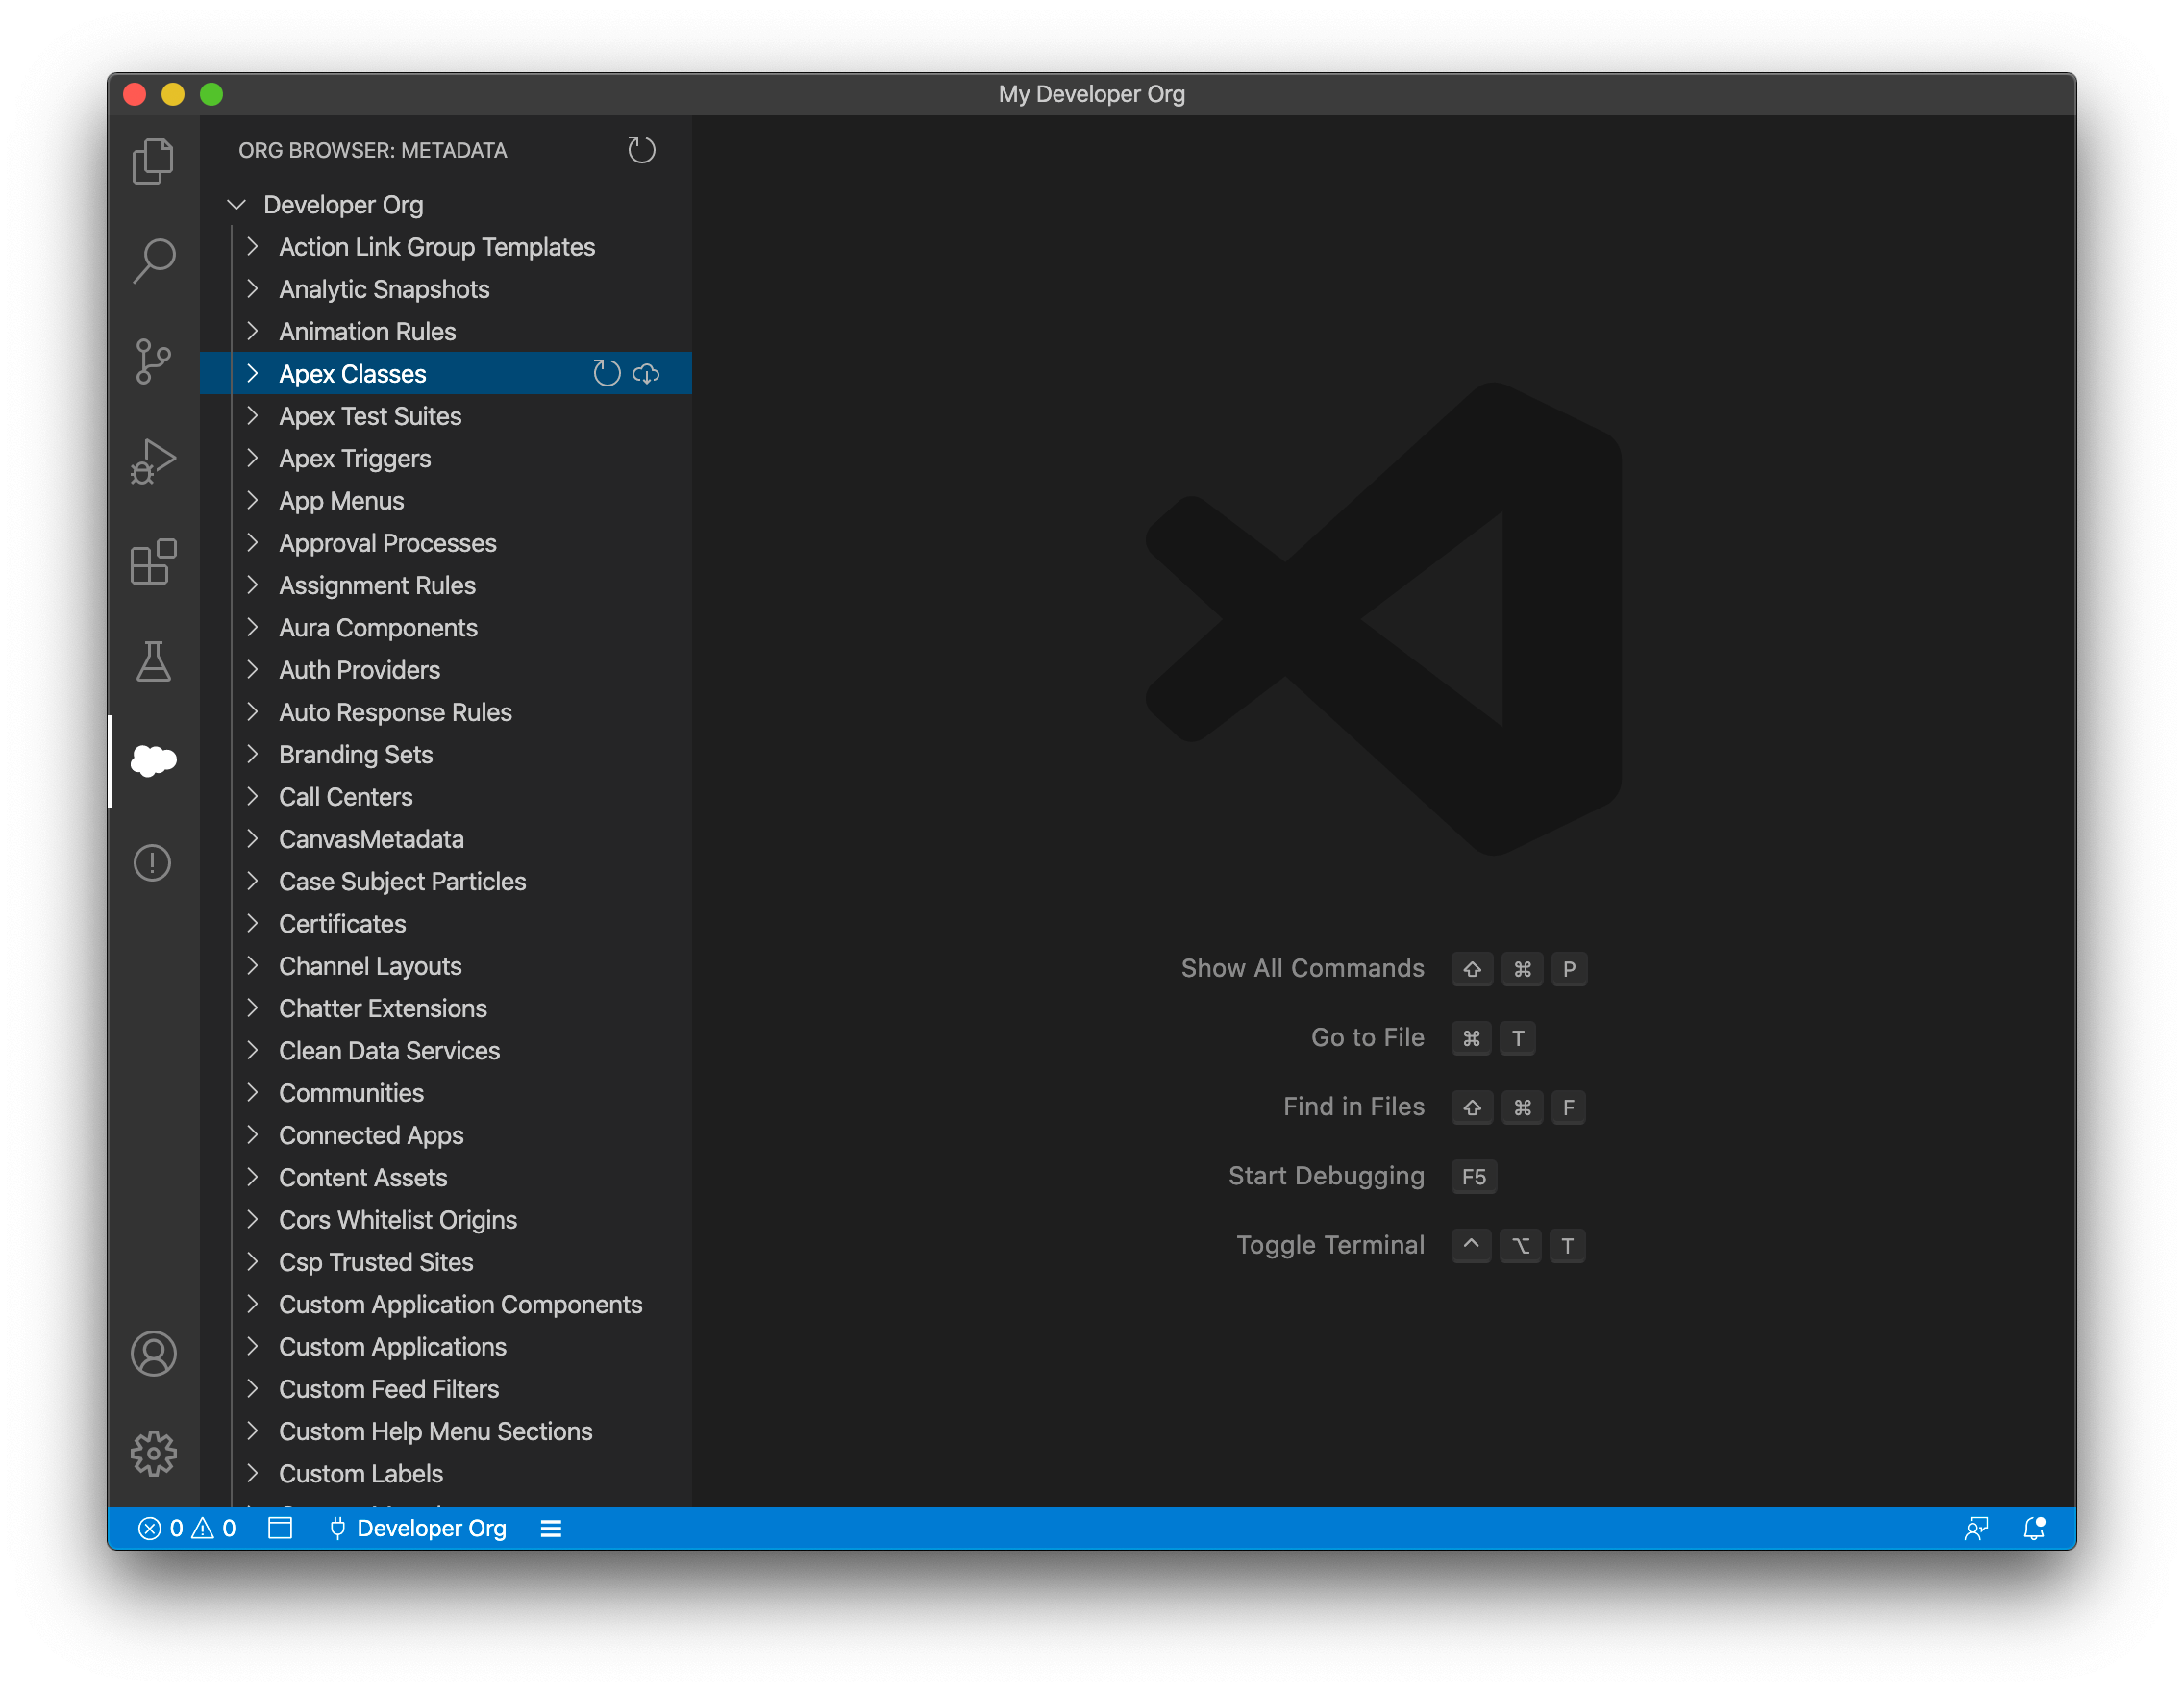 My Developer Org
ORG BROWSER: METADATA
Developer Org
Action Link Group Templates
Analytic Snapshots
Animation Rules
Apex Classes
Apex Test Suites
Apex Triggers
App Menus
Approval Processes
Assignment Rules
Aura Components
Auth Providers
Auto Response Rules
Branding Sets
Call Centers
CanvasMetadata
Case Subject Particles
Certificates
Channel Layouts
Chatter Extensions
Clean Data Services
Communities
Connected Apps
Content Assets
Cors Whitelist Origins
Csp Trusted Sites
Custom Application Components
Custom Applications
Custom Feed Filters
Custom Help Menu Sections
Custom Labels
Show All Commands ⇧ ⌘ P
Go to File ⌘ T
Find in Files ⇧ ⌘ F
Start Debugging F5
Toggle Terminal ^ ⌥ T
0 0 Developer Org